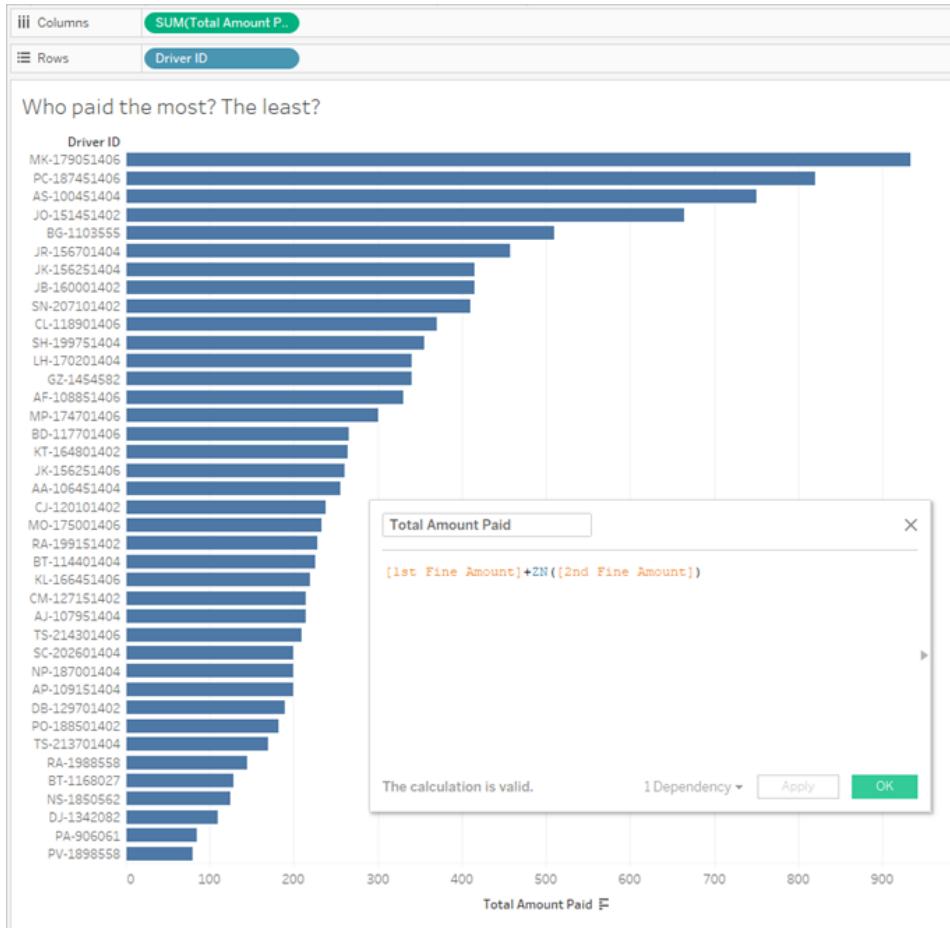 Columns
SUM(Total Amount P..
Rows
Driver ID
Who paid the most? The least?
Driver ID
MK-179051406
PC-187451406
AS-100451404
JO-151451402
BG-1103555
JR-156701404
JK-156251404
JB-160001402
SN-207101402
CL-118901406
SH-199751404
LH-170201404
GZ-1454582
AF-108851406
MP-174701406
BD-117701406
KT-164801402
JK-156251406
AA-106451404
CJ-120101402
MO-175001406
RA-199151402
BT-114401404
KL-166451406
CM-127151402
AJ-107951404
TS-214301406
SC-202601404
NP-187001404
AP-109151404
DB-129701402
PO-188501402
TS-213701404
RA-1988558
BT-1168027
NS-1850562
DJ-1342082
PA-906061
PV-1898558
0 100 200 300 400 500 600 700 800 900
Total Amount Paid
Total Amount Paid
[1st Fine Amount]+ZN([2nd Fine Amount])
The calculation is valid.
1 Dependency
Apply
OK